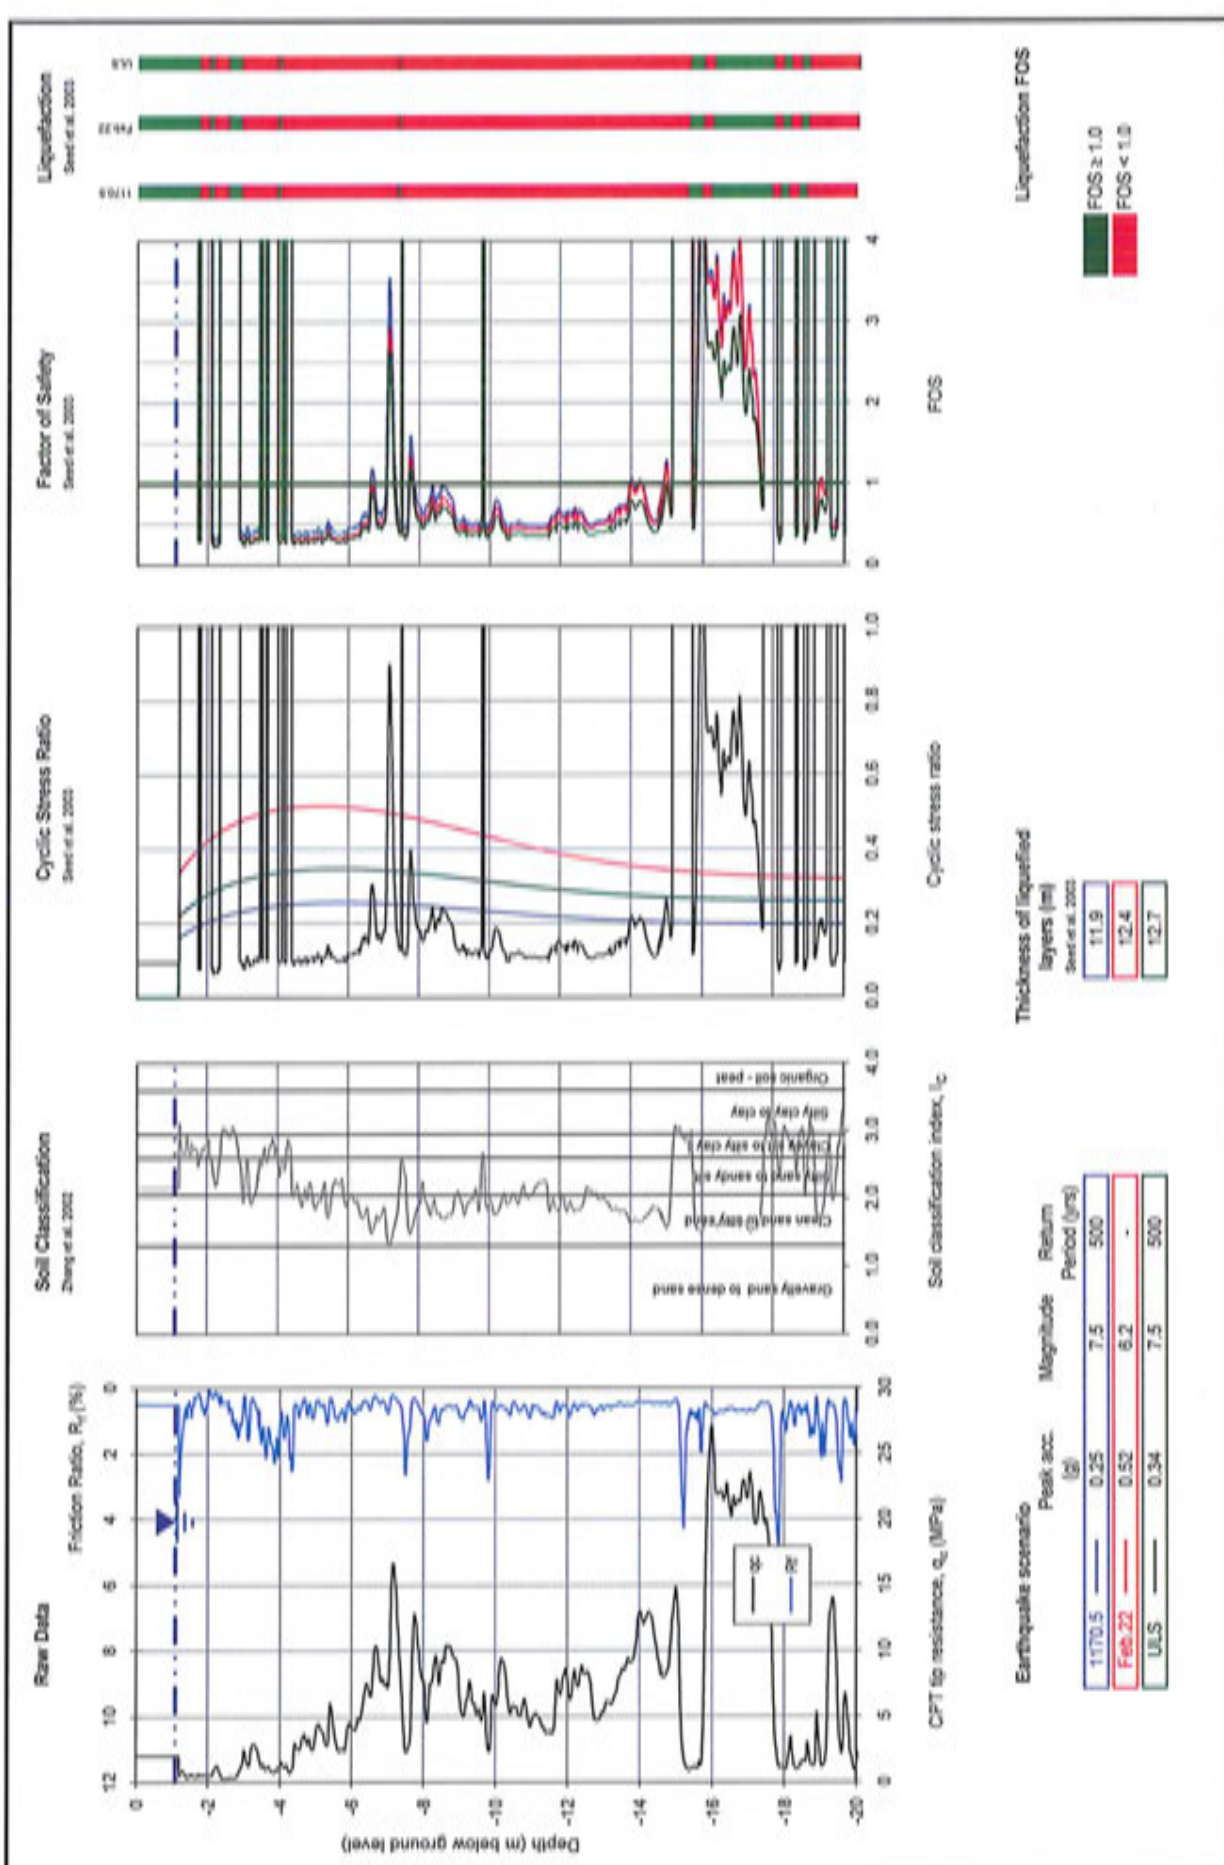 Raw Data
Friction Ratio, Rf (%)
12
10
8
6
4
2
0
0
-2
-4
-6
-8
-10
-12
-14
-16
-18
-20
Depth (m below ground level)
qc
Rf
0
5
10
15
20
25
30
CPT tip resistance, qc (MPa)
Soil Classification
Zhang et al. 2002
Gravelly sand to dense sand
Clean sand to silty sand
Silty sand to sandy silt
Clayey silt to silty clay
Silty clay to clay
Organic soil - peat
0.0
1.0
2.0
3.0
4.0
Soil classification index, IC
Cyclic Stress Ratio
Seed et al. 2003
0.0
0.2
0.4
0.6
0.8
1.0
Cyclic stress ratio
Factor of Safety
Seed et al. 2003
0
1
2
3
4
FOS
Liquefaction
Seed et al. 2003
1170.5
Feb.22
ULS
Earthquake scenario
Peak acc. (g)
Magnitude
Return Period (yrs)
1170.5 0.25 7.5 500
Feb.22 0.52 6.2 -
ULS 0.34 7.5 500
Thickness of liquefied
layers (m)
Seed et al. 2003
11.9
12.4
12.7
Liquefaction FOS
FOS ≥ 1.0
FOS < 1.0